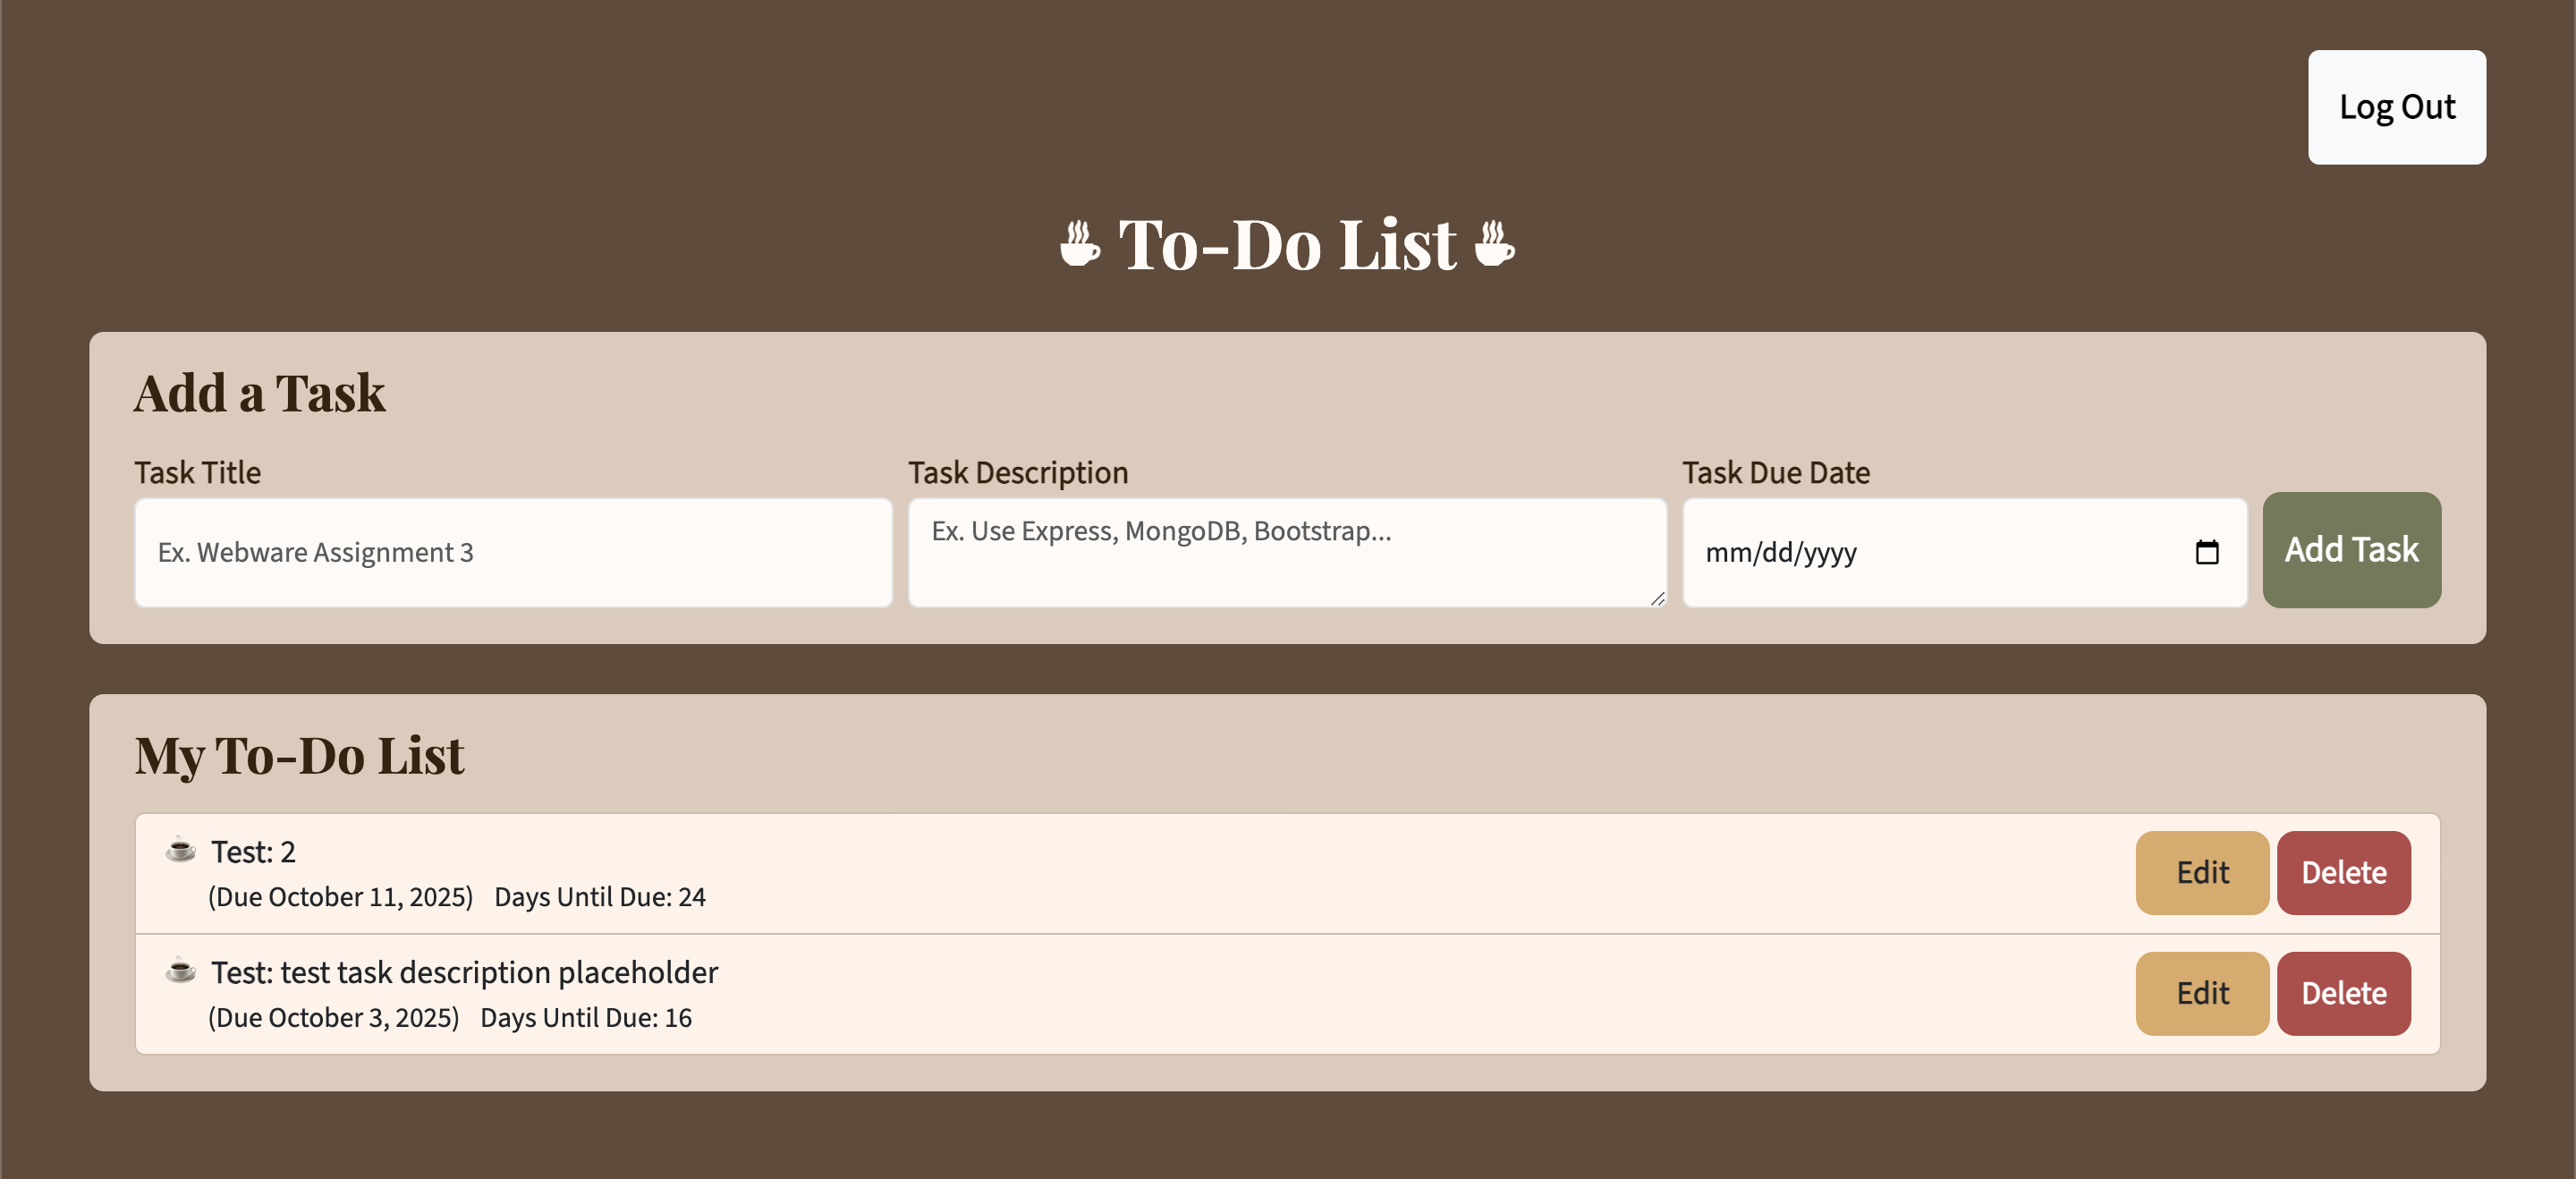 Log Out
To-Do List
Add a Task
Task Title
Task Description
Task Due Date
Ex. Webware Assignment 3
Ex. Use Express, MongoDB, Bootstrap...
mm/dd/yyyy
Add Task
My To-Do List
Test: 2
(Due October 11, 2025) Days Until Due: 24
Edit
Delete
Test: test task description placeholder
(Due October 3, 2025) Days Until Due: 16
Edit
Delete